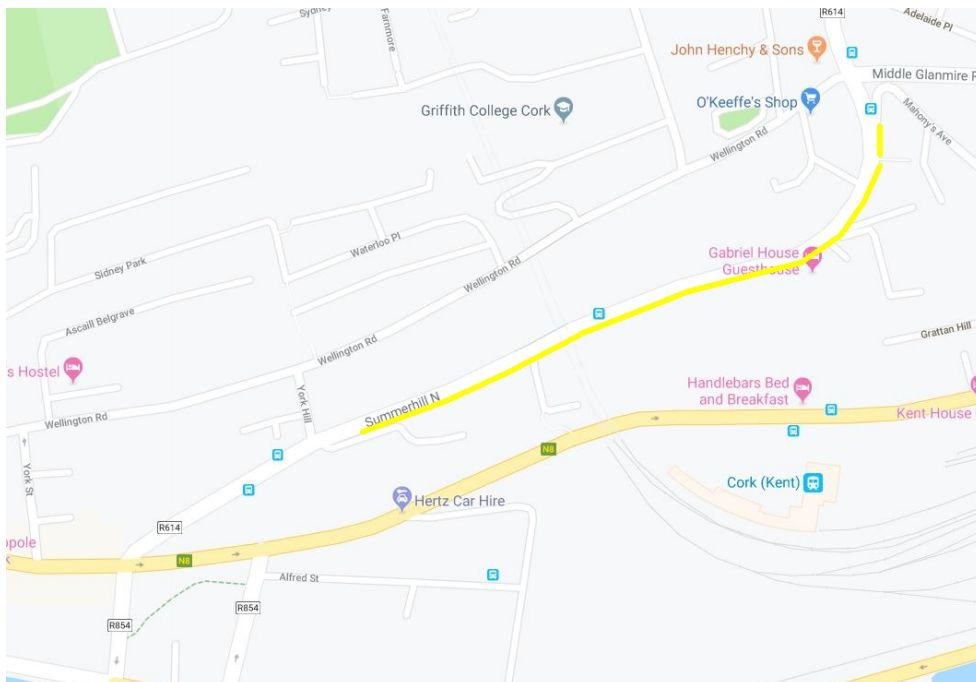 Sydney
Farnmore
R614
Adelaide Pl
John Henchy & Sons
Middle Glanmire R
Griffith College Cork
O'Keeffe's Shop
Mahony's Ave
Wellington Rd
Waterloo Pl
Sidney Park
Gabriel House
Guesthouse
Wellington Rd
Ascaill Belgrave
Wellington Rd
Grattan Hill
s Hostel
York Hill
Summerhill N
Handlebars Bed
and Breakfast
Kent House
Wellington Rd
N8
York St
Cork (Kent)
Hertz Car Hire
R614
opole
k
N8
Alfred St
R854
R854